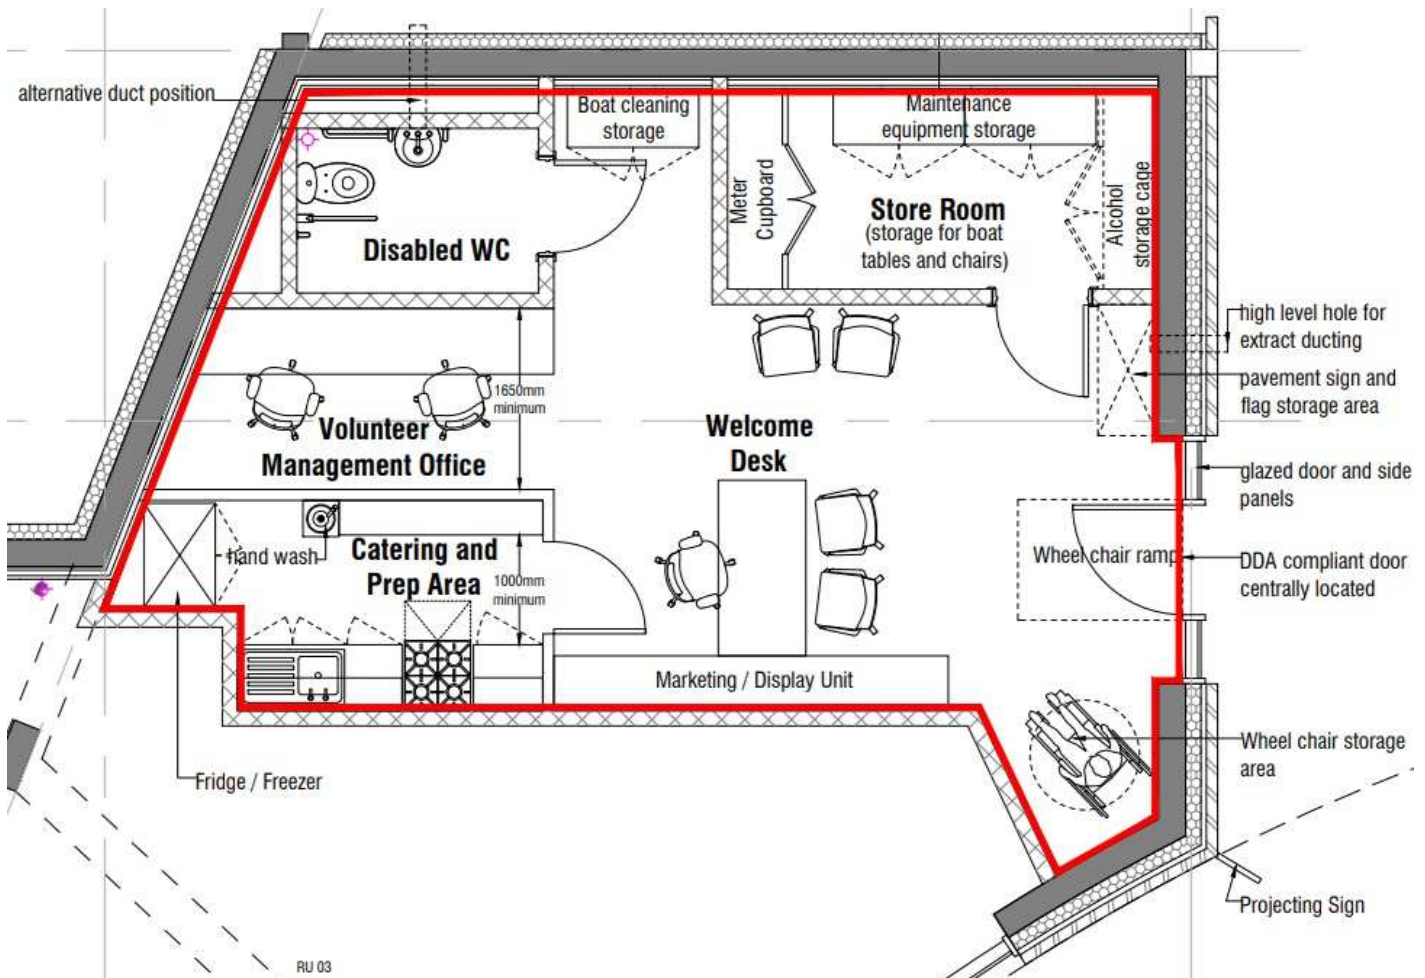 alternative duct position
Boat cleaning
storage
Maintenance
equipment storage
Meter
Cupboard
Store Room
(storage for boat
tables and chairs)
Alcohol
storage cage
Disabled WC
high level hole for
extract ducting
pavement sign and
flag storage area
1650mm
minimum
Volunteer
Management Office
Welcome
Desk
glazed door and side
panels
hand wash
Catering and
Prep Area
1000mm
minimum
Wheel chair ramp
DDA compliant door
centrally located
Marketing / Display Unit
Wheel chair storage
area
Fridge / Freezer
Projecting Sign
RU 03